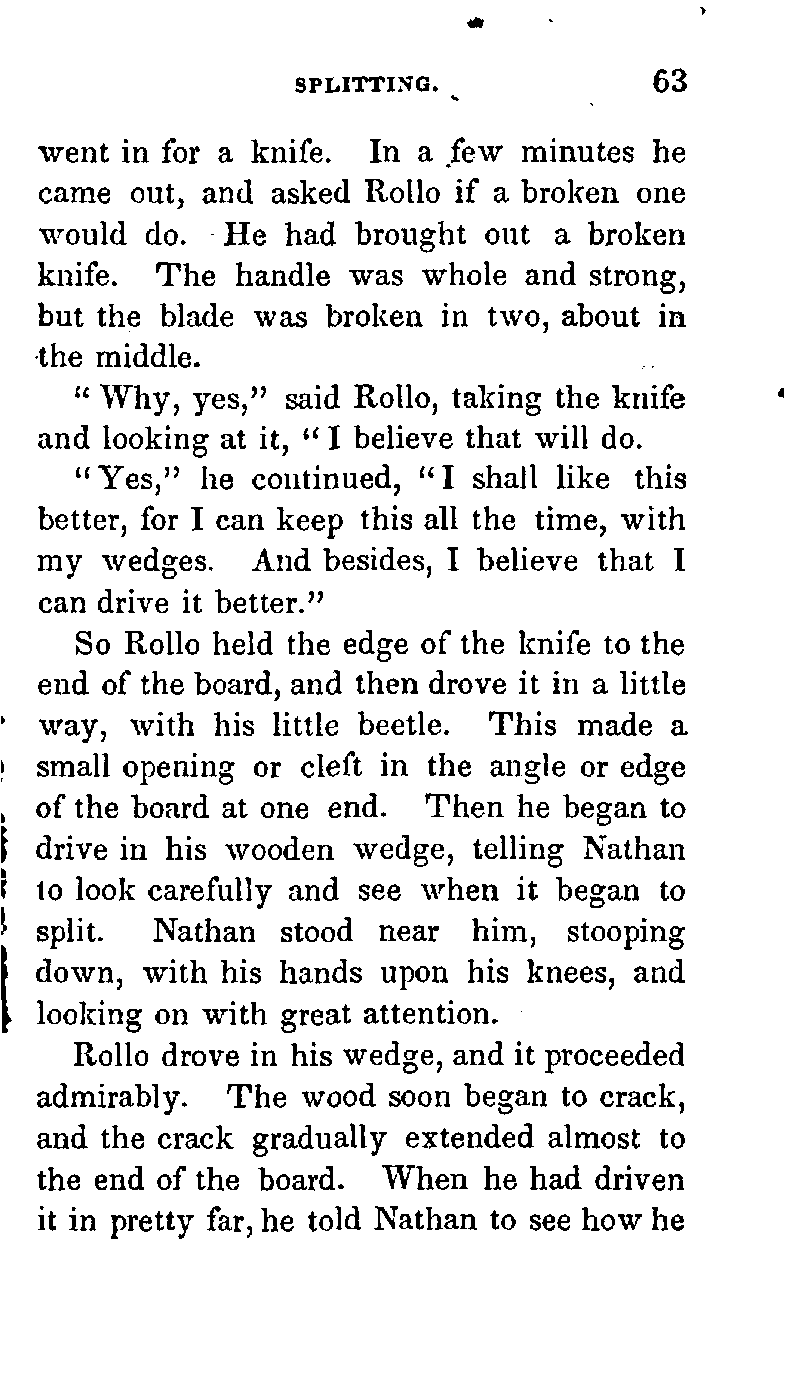 SPLITTING. 63
went in for a knife. In a few minutes he
came out, and asked Rollo if a broken one
would do. He had brought out a broken
knife. The handle was whole and strong,
but the blade was broken in two, about in
the middle.
“Why, yes,” said Rollo, taking the knife
and looking at it, “I believe that will do.
“Yes,” he continued, “I shall like this
better, for I can keep this all the time, with
my wedges. And besides, I believe that I
can drive it better.”
So Rollo held the edge of the knife to the
end of the board, and then drove it in a little
way, with his little beetle. This made a
small opening or cleft in the angle or edge
of the board at one end. Then he began to
drive in his wooden wedge, telling Nathan
to look carefully and see when it began to
split. Nathan stood near him, stooping
down, with his hands upon his knees, and
looking on with great attention.
Rollo drove in his wedge, and it proceeded
admirably. The wood soon began to crack,
and the crack gradually extended almost to
the end of the board. When he had driven
it in pretty far, he told Nathan to see how he